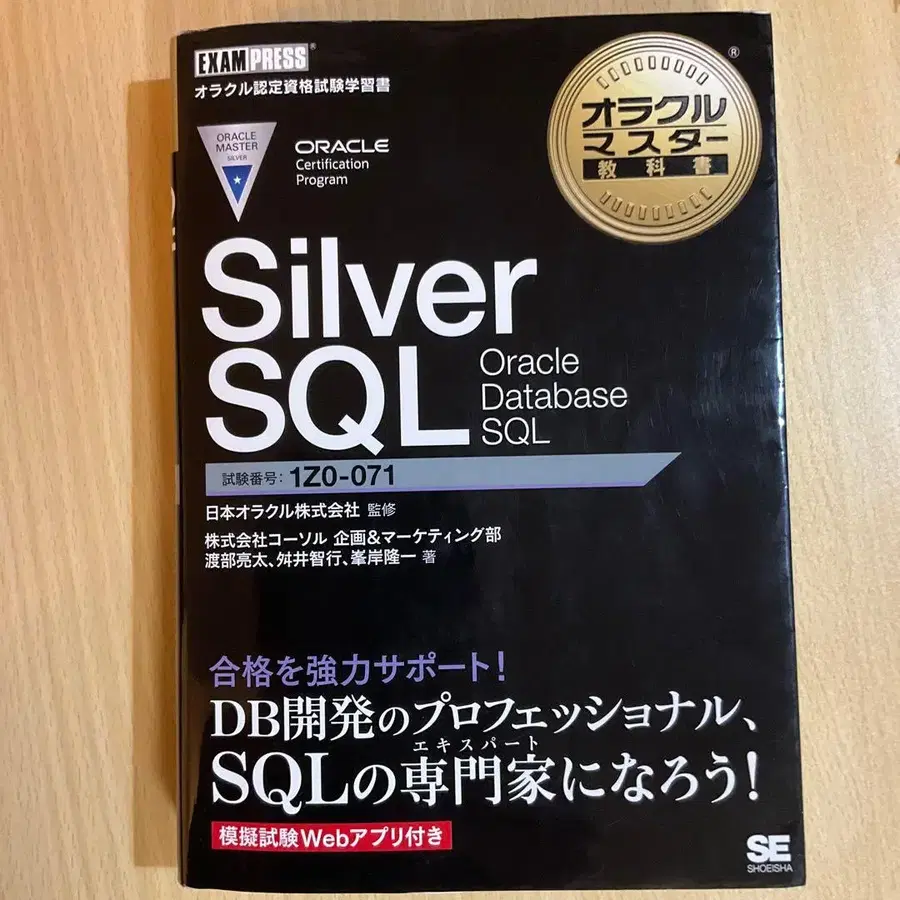 EXAMPRESS®
オラクル認定資格試験学習書
ORACLE
MASTER
SILVER
ORACLE
Certification
Program
®
オラクル
マスター
教科書
Silver
SQL
Oracle
Database
SQL
試験番号：1Z0-071
日本オラクル株式会社 監修
株式会社コーソル 企画&マーケティング部
渡部亮太、舛井智行、峯岸隆一 著
合格を強力サポート！
DB開発のプロフェッショナル、
エキスパート
SQLの専門家になろう！
模擬試験Webアプリ付き
SE
SHOEISHA